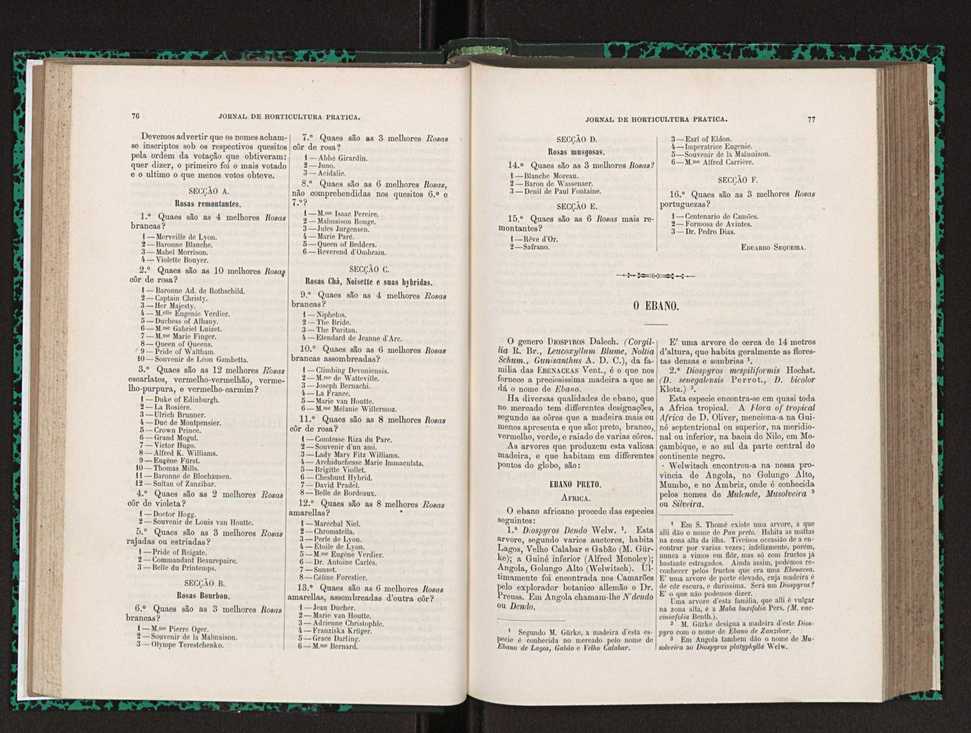 76
JORNAL DE HORTICULTURA PRATICA.
Devemos advertir que os nomes acham-
se inscriptos sob os respectivos quesitos
pela ordem da votação que obtiveram:
quer dizer, o primeiro foi o mais votado
e o ultimo o que menos votos obteve.
SECÇÃO A.
Rosas remontantes.
1.º Quaes são as 4 melhores Rosas
brancas?
1 — Merveille de Lyon.
2 — Baronne Blanche.
3 — Mabel Morrison.
4 — Violette Bouyer.
2.º Quaes são as 10 melhores Rosas
côr de rosa?
1 — Baronne Ad. de Rothschild.
2 — Captain Christy.
3 — Her Majesty.
4 — M.elle Eugenie Verdier.
5 — Duchess of Albany.
6 — M.me Gabriel Luizet.
7 — M.me Marie Finger.
8 — Queen of Queens.
9 — Pride of Waltham.
10 — Souvenir de Léon Gambetta.
3.º Quaes são as 12 melhores Rosas
escarlates, vermelho-vermelhão, verme-
lho-purpura, e vermelho-carmim?
1 — Duke of Edinburgh.
2 — La Rosière.
3 — Ulrich Brunner.
4 — Duc de Montpensier.
5 — Crown Prince.
6 — Grand Mogul.
7 — Victor Hugo.
8 — Alfred K. Williams.
9 — Eugène Fürst.
10 — Thomas Mills.
11 — Baronne de Blochausen.
12 — Sultan of Zanzibar.
4.º Quaes são as 2 melhores Rosas
côr de violeta?
1 — Doctor Hogg.
2 — Souvenir de Louis van Houtte.
5.º Quaes são as 3 melhores Rosas
rajadas ou estriadas?
1 — Pride of Reigate.
2 — Commandant Beaurepaire.
3 — Belle du Printemps.
SECÇÃO B.
Rosas Bourbon.
6.º Quaes são as 3 melhores Rosas
brancas?
1 — M.me Pierre Oger.
2 — Souvenir de la Malmaison.
3 — Olympe Terestchenko.
7.º Quaes são as 3 melhores Rosas
côr de rosa?
1 — Abbé Girardin.
2 — Juno.
3 — Acidalie.
8.º Quaes são as 6 melhores Rosas,
não comprehendidas nos quesitos 6.º e
7.º?
1 — M.me Isaac Pereire.
2 — Malmaison Rouge.
3 — Jules Jurgensen.
4 — Marie Paré.
5 — Queen of Bedders.
6 — Reverend d'Ombrain.
SECÇÃO C.
Rosas Chá, Noisette e suas hybridas.
9.º Quaes são as 4 melhores Rosas
brancas?
1 — Niphetos.
2 — The Bride.
3 — The Puritan.
4 — Etendard de Jeanne d'Arc.
10.º Quaes são as 6 melhores Rosas
brancas assombreadas?
1 — Climbing Devoniensis.
2 — M.me de Watteville.
3 — Joseph Bernachi.
4 — La France.
5 — Marie van Houtte.
6 — M.me Mélanie Willermoz.
11.º Quaes são as 8 melhores Rosas
côr de rosa?
1 — Comtesse Riza du Parc.
2 — Souvenir d'un ami.
3 — Lady Mary Fitz Williams.
4 — Archiduchesse Marie Immaculata.
5 — Brigitte Viollet.
6 — Cheshunt Hybrid.
7 — David Pradel.
8 — Belle de Bordeaux.
12.º Quaes são as 8 melhores Rosas
amarellas?
1 — Maréchal Niel.
2 — Chromatella.
3 — Perle de Lyon.
4 — Etoile de Lyon.
5 — M.me Eugène Verdier.
6 — Dr. Antoine Carlès.
7 — Sunset.
8 — Céline Forestier.
13.º Quaes são as 6 melhores Rosas
amarellas, assombreadas d'outra côr?
1 — Jean Ducher.
2 — Marie van Houtte.
3 — Adrienne Christophle.
4 — Franziska Krüger.
5 — Grace Darling.
6 — M.me Bernard.
JORNAL DE HORTICULTURA PRATICA.
77
SECÇÃO D.
Rosas musgosas.
14.º Quaes são as 3 melhores Rosas?
1 — Blanche Moreau.
2 — Baron de Wassenaer.
3 — Deuil de Paul Fontaine.
SECÇÃO E.
15.º Quaes são as 6 Rosas mais re-
montantes?
1 — Rêve d'Or.
2 — Safrano.
3 — Earl of Eldon.
4 — Imperatrice Eugenie.
5 — Souvenir de la Malmaison.
6 — M.me Alfred Carrière.
SECÇÃO F.
16.º Quaes são as 3 melhores Rosas
portuguezas?
1 — Centenario de Camões.
2 — Formosa de Avintes.
3 — Dr. Pedro Dias.
EDUARDO SEQUEIRA.
O EBANO.
O genero DIOSPIROS Dalech. (Corgil-
lia R. Br., Leucoxyllum Blume, Noltia
Schum., Gunisanthus A. D. C.), da fa-
milia das EBENACEAS Vent., é o que nos
fornece a preciosissima madeira a que se
dá o nome de Ebano.
Ha diversas qualidades de ebano, que
no mercado tem differentes designações,
segundo as côres que a madeira mais ou
menos apresenta e que são: preto, branco,
vermelho, verde, e raiado de varias côres.
As arvores que produzem esta valiosa
madeira, e que habitam em differentes
pontos do globo, são:
EBANO PRETO.
AFRICA.
O ebano africano procede das especies
seguintes:
1.º Diospyros Dendo Welw. ¹. Esta
arvore, segundo varios auctores, habita
Lagos, Velho Calabar e Gabão (M. Gür-
ke); a Guiné inferior (Alfred Monoley);
Angola, Golungo Alto (Welwitsch). Ul-
timamente foi encontrada nos Camarões
pelo explorador botanico allemão o Dr.
Preuss. Em Angola chamam-lhe N'dendo
ou Dendo.
¹ Segundo M. Gürke, a madeira d'esta es-
pecie é conhecida no mercado pelo nome de
Ebano de Lagos, Gabão e Velho Calabar.
E' uma arvore de cerca de 14 metros
d'altura, que habita geralmente as flores-
tas densas e sombrias ¹.
2.º Diospyros mespiliformis Hochst.
(D. senegalensis Perrot., D. bicolor
Klotz.) ².
Esta especie encontra-se em quasi toda
a Africa tropical. A Flora of tropical
Africa de D. Oliver, menciona-a na Gui-
né septentrional ou superior, na meridio-
nal ou inferior, na bacia do Nilo, em Mo-
çambique, e ao sul da parte central do
continente negro.
Welwitsch encontrou-a na nossa pro-
vincia de Angola, no Golungo Alto,
Mumbo, e no Ambriz, onde é conhecida
pelos nomes de Mulende, Musolveira ³
ou Silveira.
¹ Em S. Thomé existe uma arvore, a que
alli dão o nome de Pau preto. Habita as mattas
na zona alta da ilha. Tivemos occasião de a en-
contrar por varias vezes; infelizmente, porém,
nunca a vimos em flôr, mas só com fructos já
bastante estragados. Ainda assim, podemos re-
conhecer pelos fructos que era uma Ebenacea.
E' uma arvore de porte elevado, cuja madeira é
de côr escura, e durissima. Será um Diospyros?
E' o que não podemos dizer.
Uma arvore d'esta familia, que alli é vulgar
na zona alta, é a Maba buxifolia Pers. (M. vac-
ciniæfolia Benth.).
² M. Gürke designa a madeira d'este Dios-
pyro com o nome de Ebano de Zanzibar.
³ Em Angola tambem dão o nome de Mu-
solveira ao Diospyros platyphylla Welw.